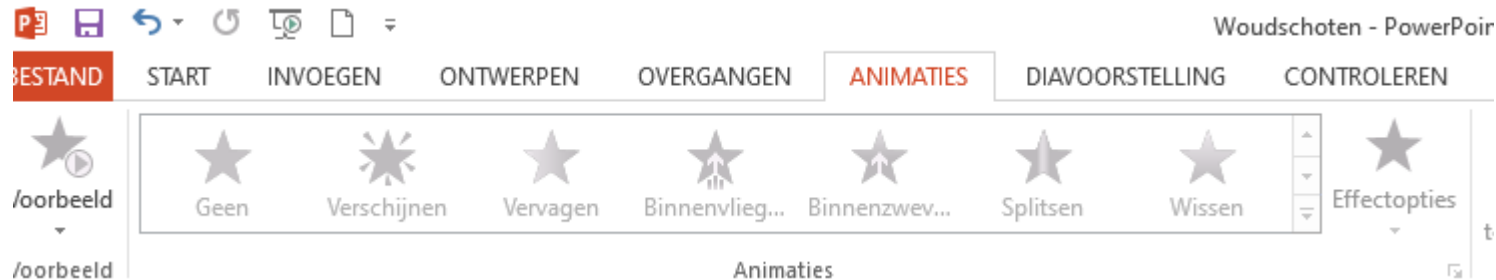 Woudschoten - PowerPoin
BESTAND START INVOEGEN ONTWERPEN OVERGANGEN ANIMATIES DIAVOORSTELLING CONTROLEREN
Voorbeeld Geen Verschijnen Vervagen Binnenvlieg... Binnenzwev... Splitsen Wissen Effectopties
Voorbeeld Animaties